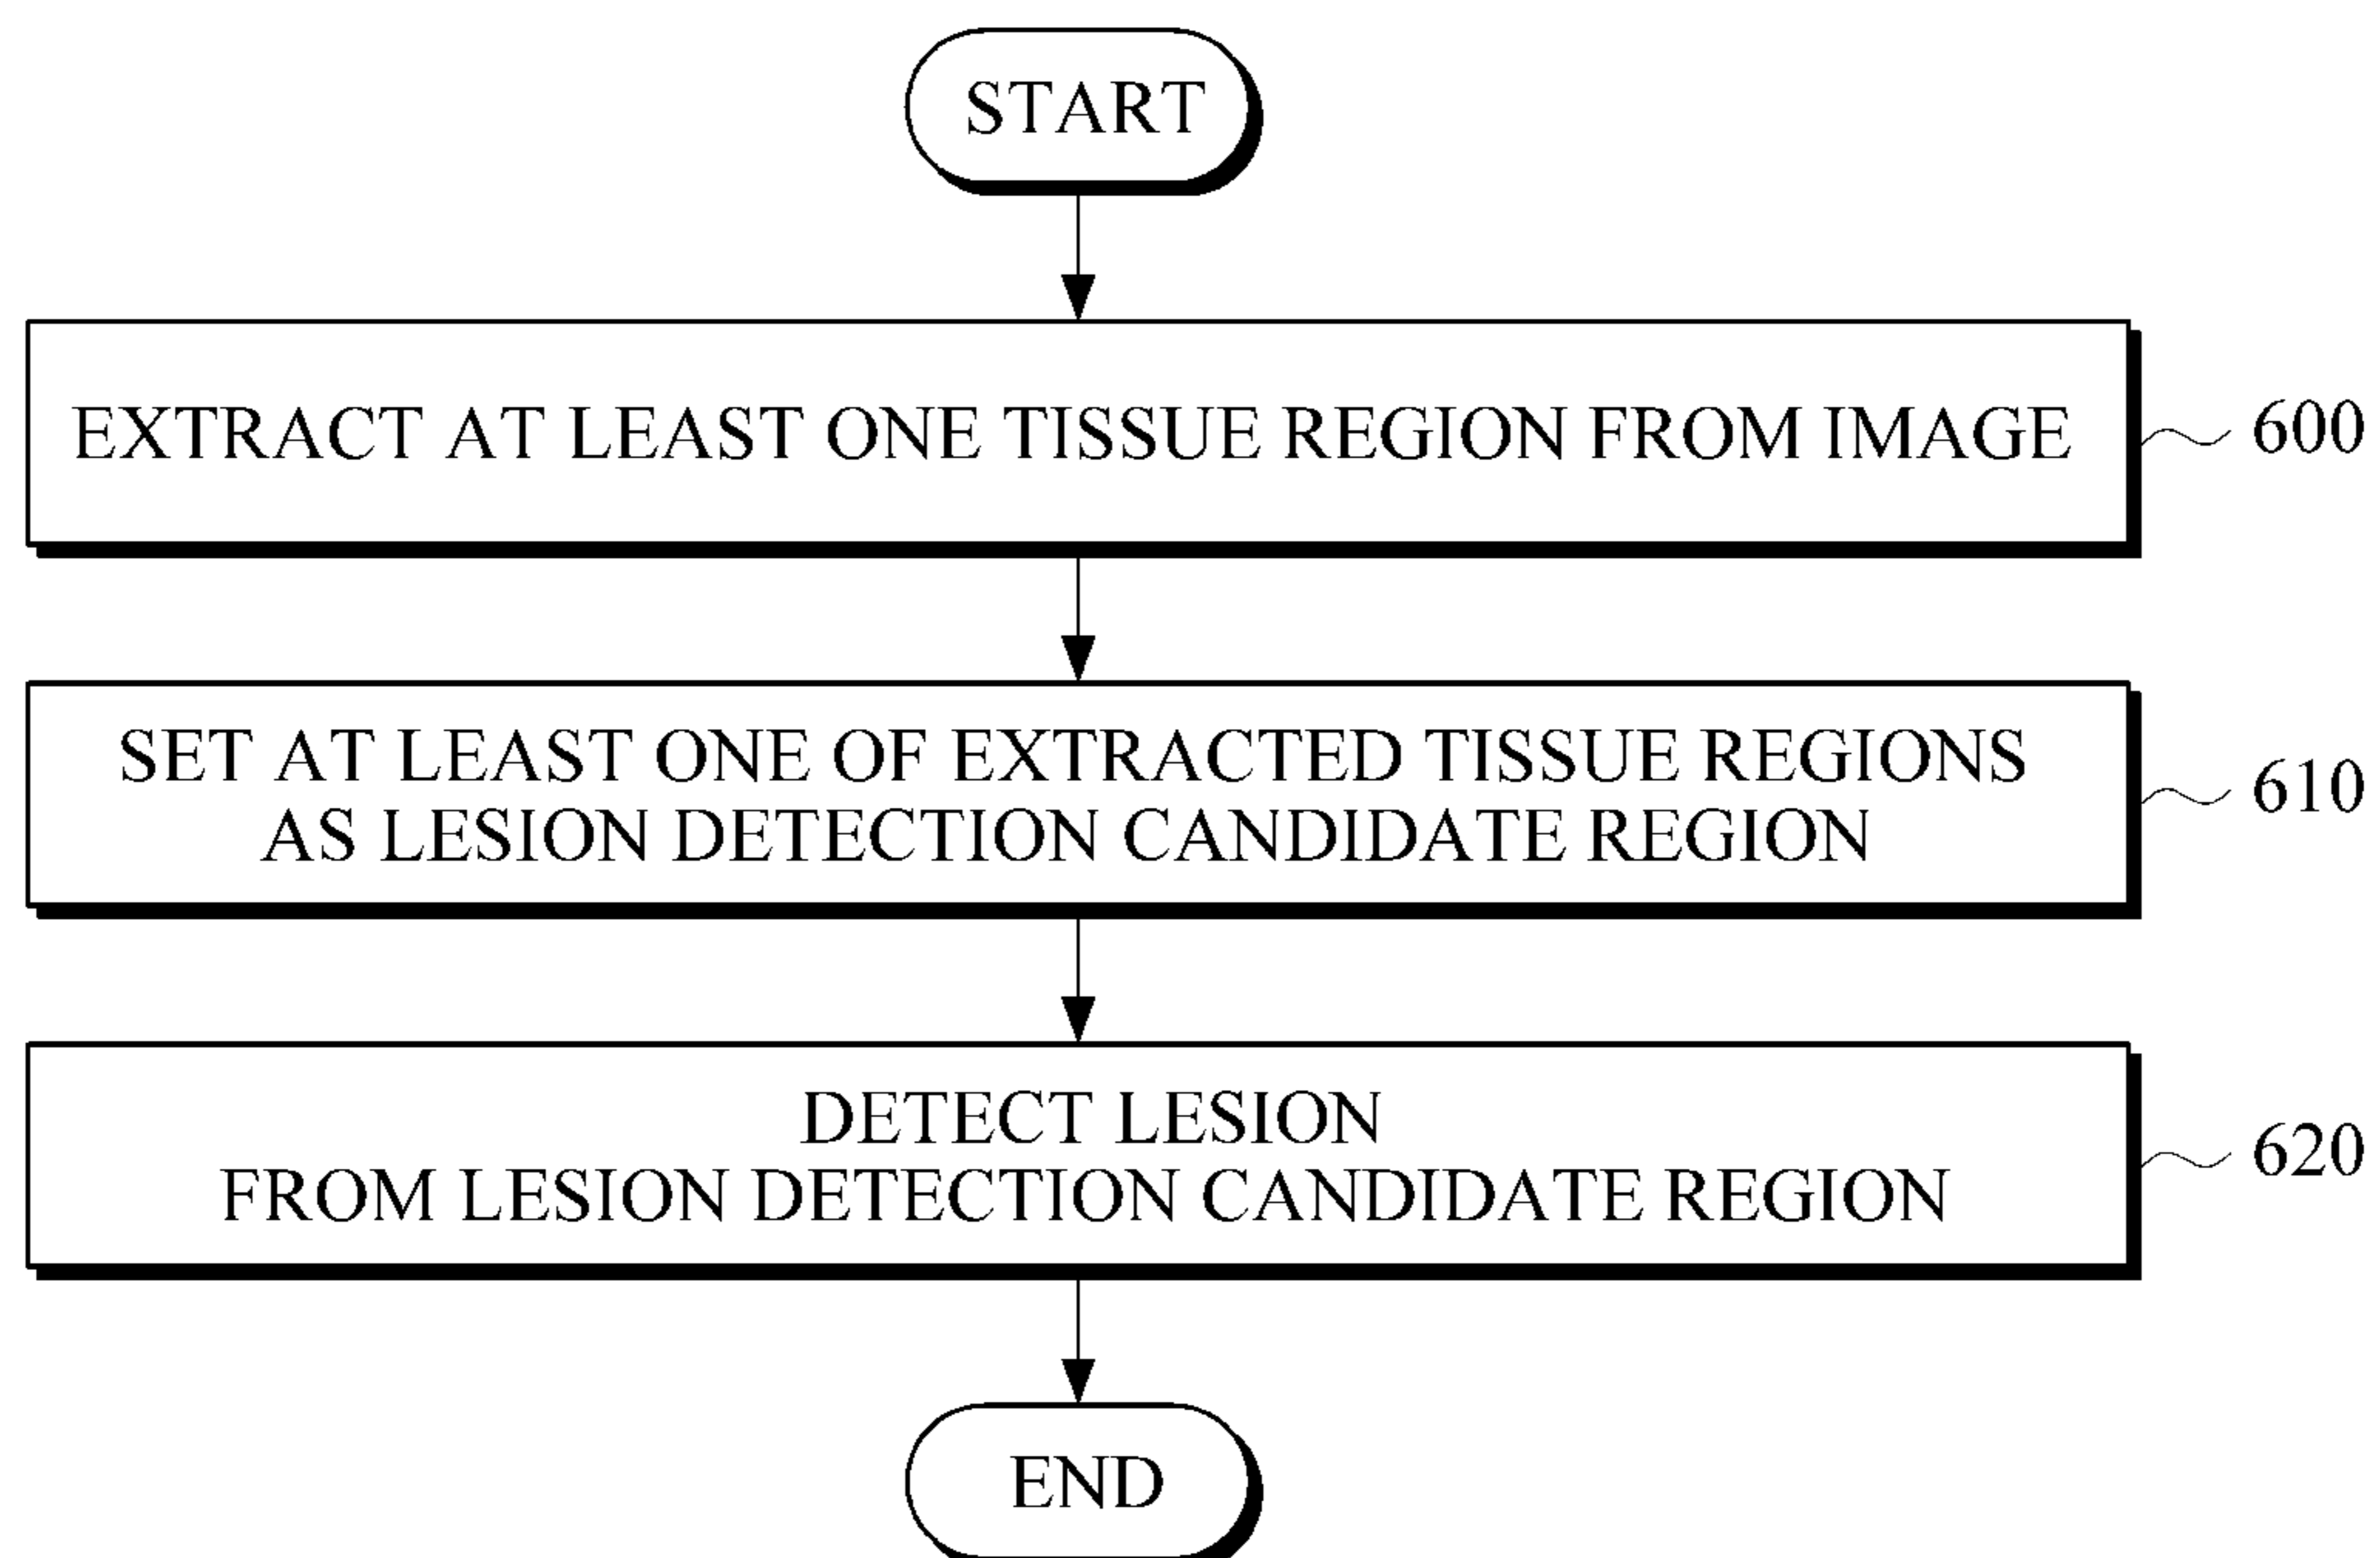 START
EXTRACT AT LEAST ONE TISSUE REGION FROM IMAGE
600
SET AT LEAST ONE OF EXTRACTED TISSUE REGIONS
AS LESION DETECTION CANDIDATE REGION
610
DETECT LESION
FROM LESION DETECTION CANDIDATE REGION
620
END